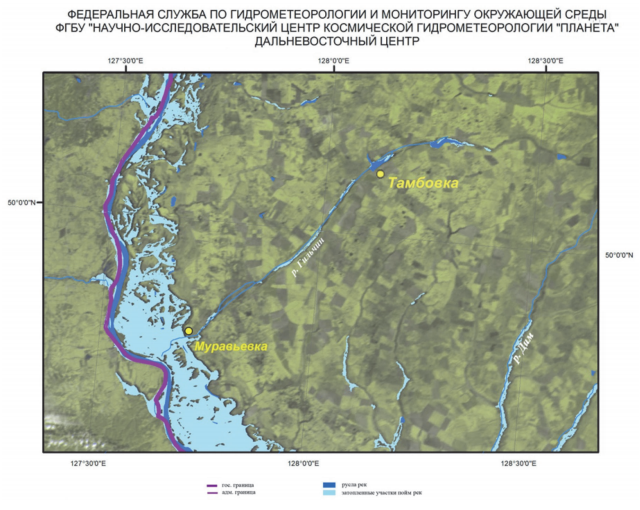 ФЕДЕРАЛЬНАЯ СЛУЖБА ПО ГИДРОМЕТЕОРОЛОГИИ И МОНИТОРИНГУ ОКРУЖАЮЩЕЙ СРЕДЫ
ФГБУ "НАУЧНО-ИССЛЕДОВАТЕЛЬСКИЙ ЦЕНТР КОСМИЧЕСКОЙ ГИДРОМЕТЕОРОЛОГИИ "ПЛАНЕТА"
ДАЛЬНЕВОСТОЧНЫЙ ЦЕНТР
127°30'0"E 128°0'0"E 128°30'0"E
Тамбовка
50°0'0"N
р. Гильчин
50°0'0"N
Муравьевка
р. Дим
127°30'0"E 128°0'0"E 128°30'0"E
гос. граница русла рек
адм. граница затопленные участки пойм рек